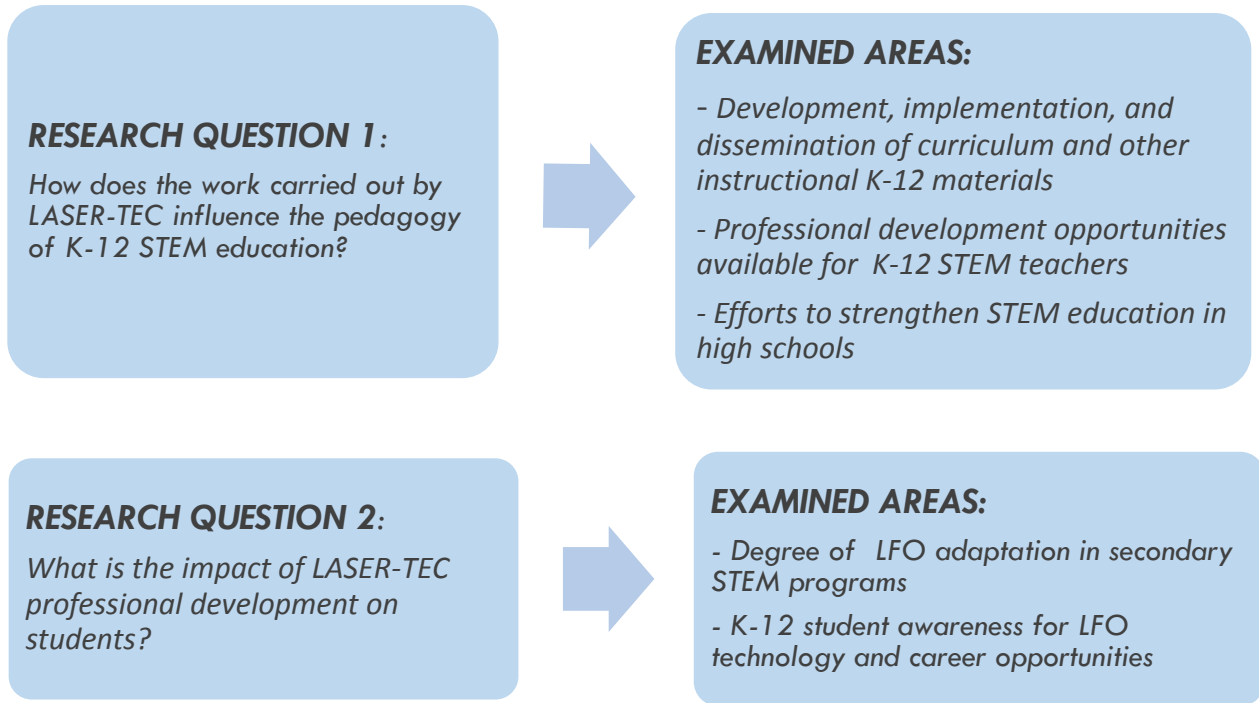 RESEARCH QUESTION 1:
How does the work carried out by
LASER-TEC influence the pedagogy
of K-12 STEM education?
EXAMINED AREAS:
- Development, implementation, and
dissemination of curriculum and other
instructional K-12 materials
- Professional development opportunities
available for K-12 STEM teachers
- Efforts to strengthen STEM education in
high schools
RESEARCH QUESTION 2:
What is the impact of LASER-TEC
professional development on
students?
EXAMINED AREAS:
- Degree of LFO adaptation in secondary
STEM programs
- K-12 student awareness for LFO
technology and career opportunities